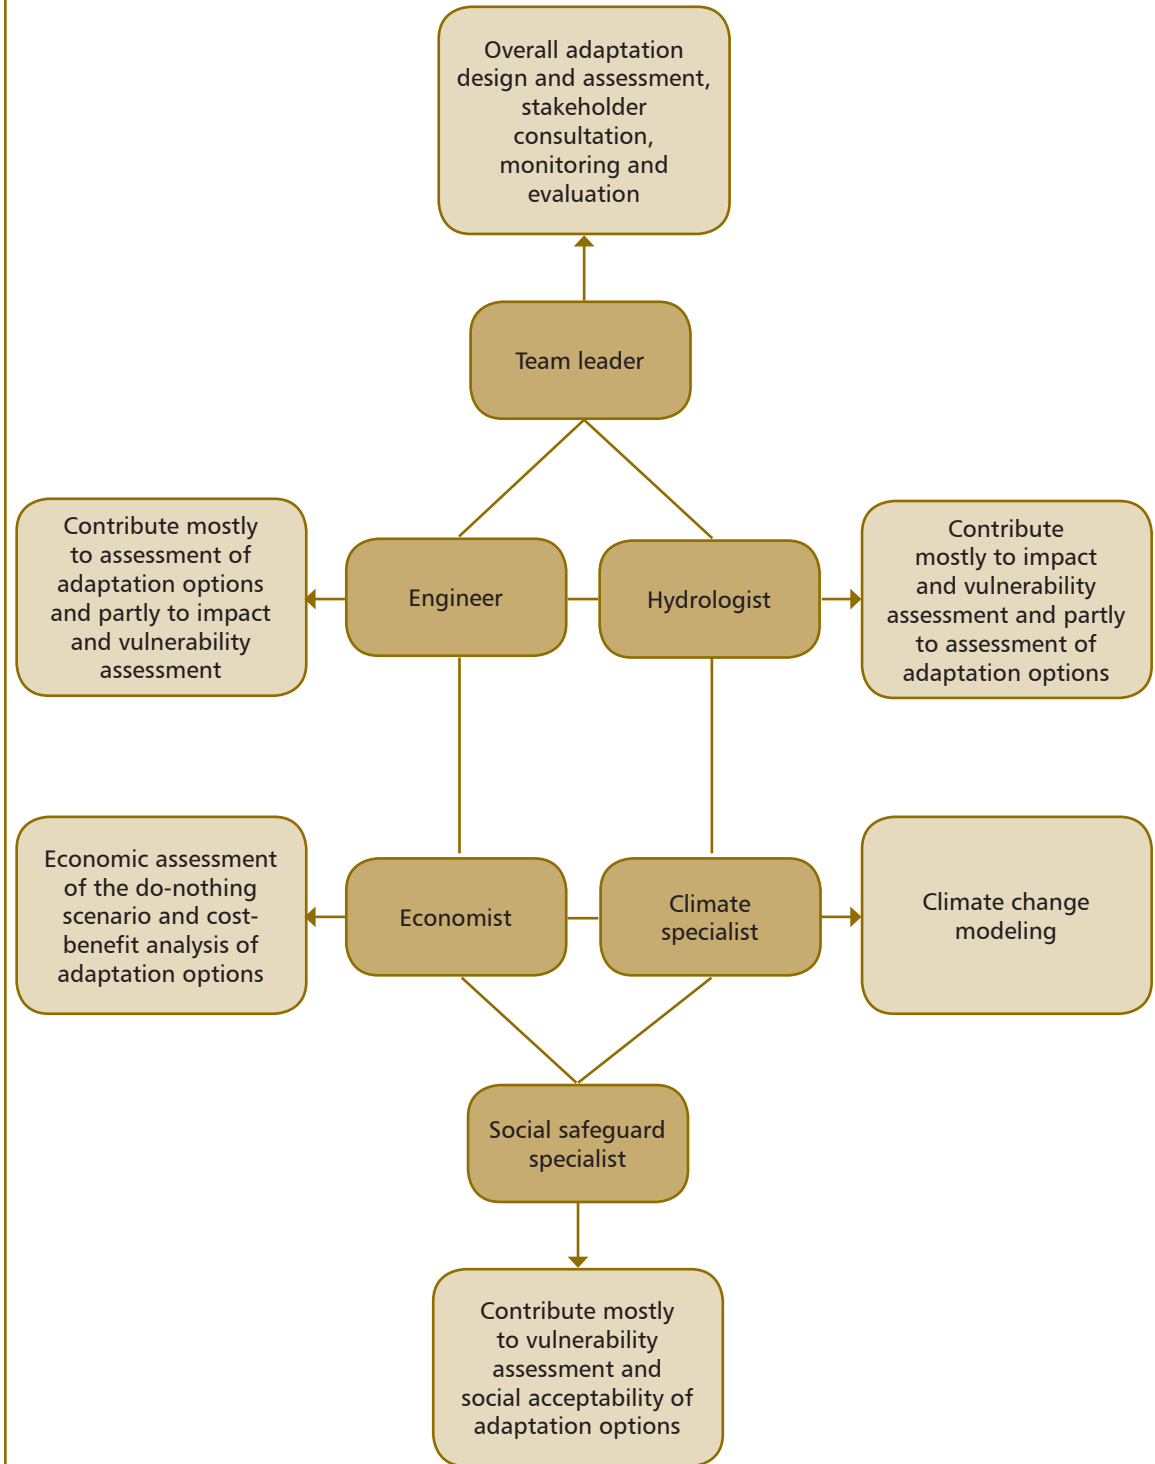 Overall adaptation
design and assessment,
stakeholder
consultation,
monitoring and
evaluation
Team leader
Contribute mostly
to assessment of
adaptation options
and partly to impact
and vulnerability
assessment
Engineer
Hydrologist
Contribute
mostly to impact
and vulnerability
assessment and partly
to assessment of
adaptation options
Economic assessment
of the do-nothing
scenario and cost-
benefit analysis of
adaptation options
Economist
Climate
specialist
Climate change
modeling
Social safeguard
specialist
Contribute mostly
to vulnerability
assessment and
social acceptability of
adaptation options